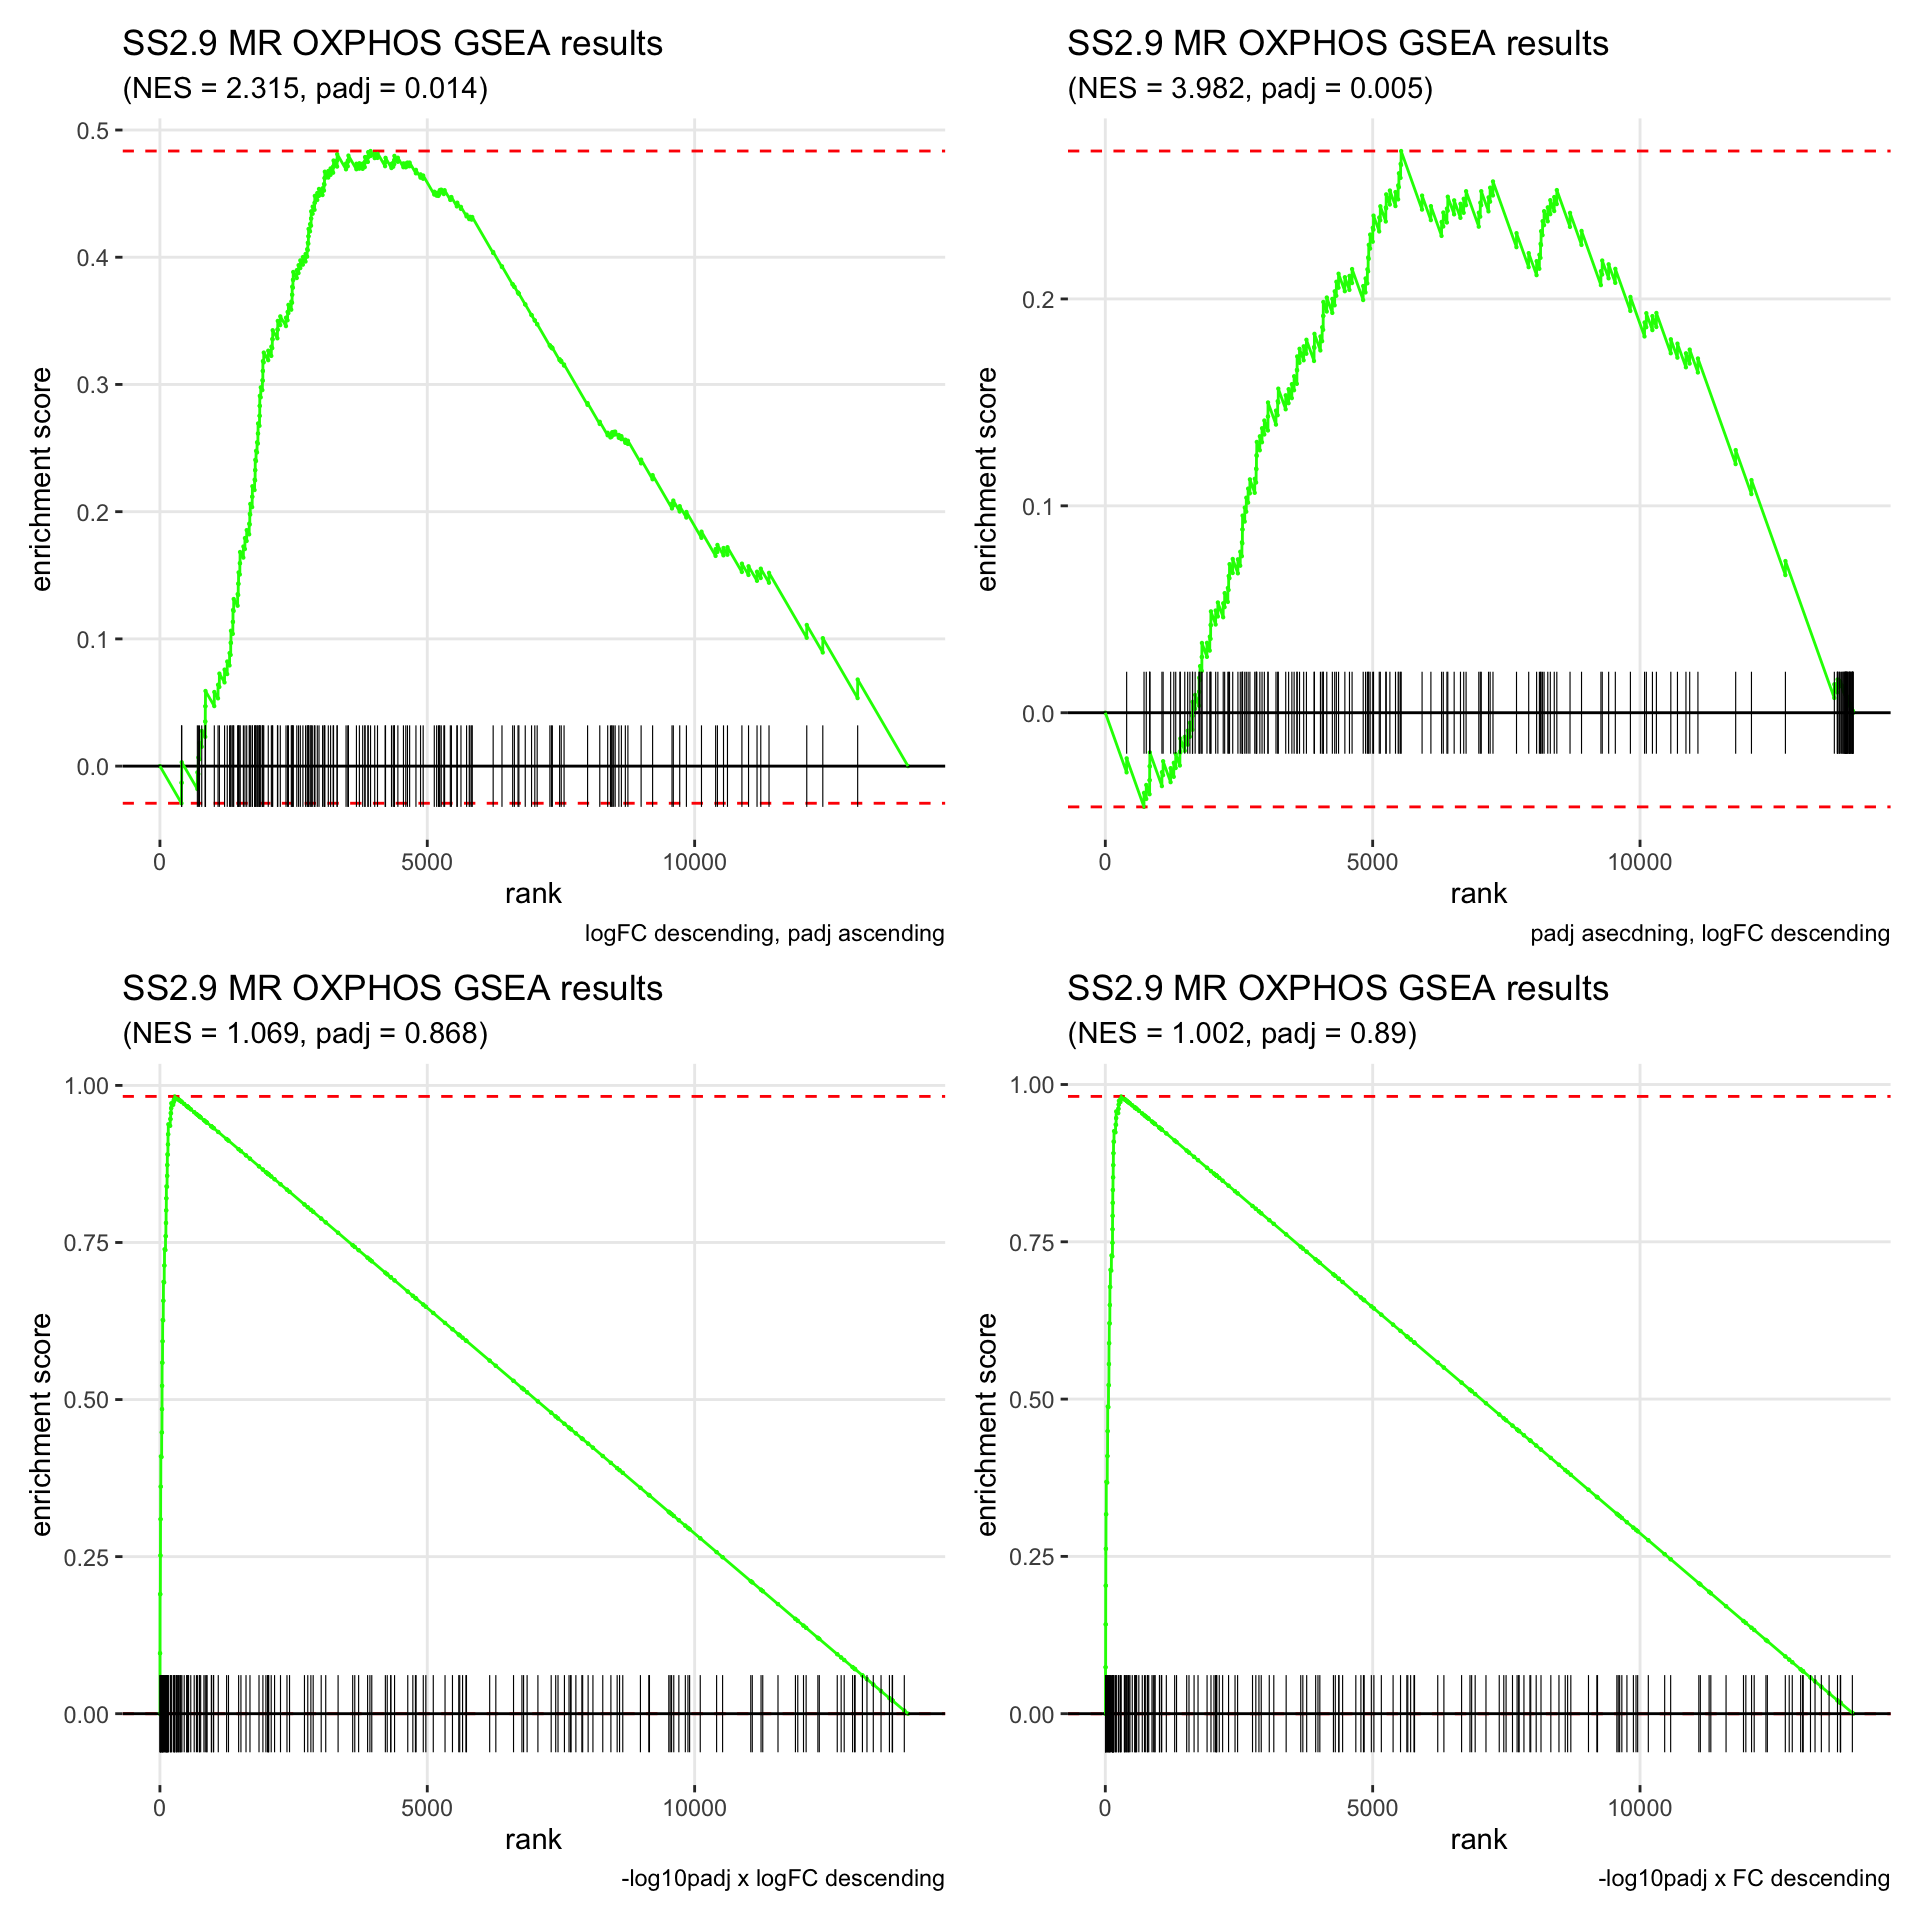 SS2.9 MR OXPHOS GSEA results
(NES = 2.315, padj = 0.014)
0.5
0.4
0.3
0.2
0.1
0.0
enrichment score
0
5000
10000
rank
logFC descending, padj ascending
SS2.9 MR OXPHOS GSEA results
(NES = 3.982, padj = 0.005)
0.2
0.1
0.0
enrichment score
0
5000
10000
rank
padj asecdning, logFC descending
SS2.9 MR OXPHOS GSEA results
(NES = 1.069, padj = 0.868)
1.00
0.75
0.50
0.25
0.00
enrichment score
0
5000
10000
rank
-log10padj x logFC descending
SS2.9 MR OXPHOS GSEA results
(NES = 1.002, padj = 0.89)
1.00
0.75
0.50
0.25
0.00
enrichment score
0
5000
10000
rank
-log10padj x FC descending